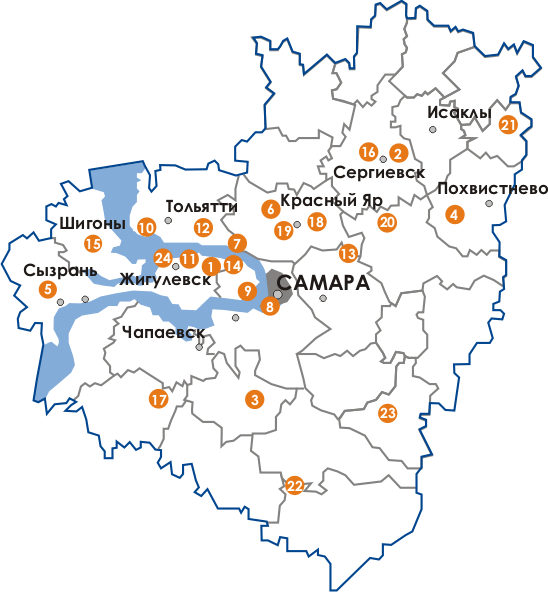 Исаклы
21
16
2
Сергиевск
Похвистнево
Тольятти
Красный Яр
6
4
Шигоны
10
12
19
18
20
15
7
24
11
1
14
13
Сызрань
Жигулевск
САМАРА
5
9
8
Чапаевск
17
3
23
22